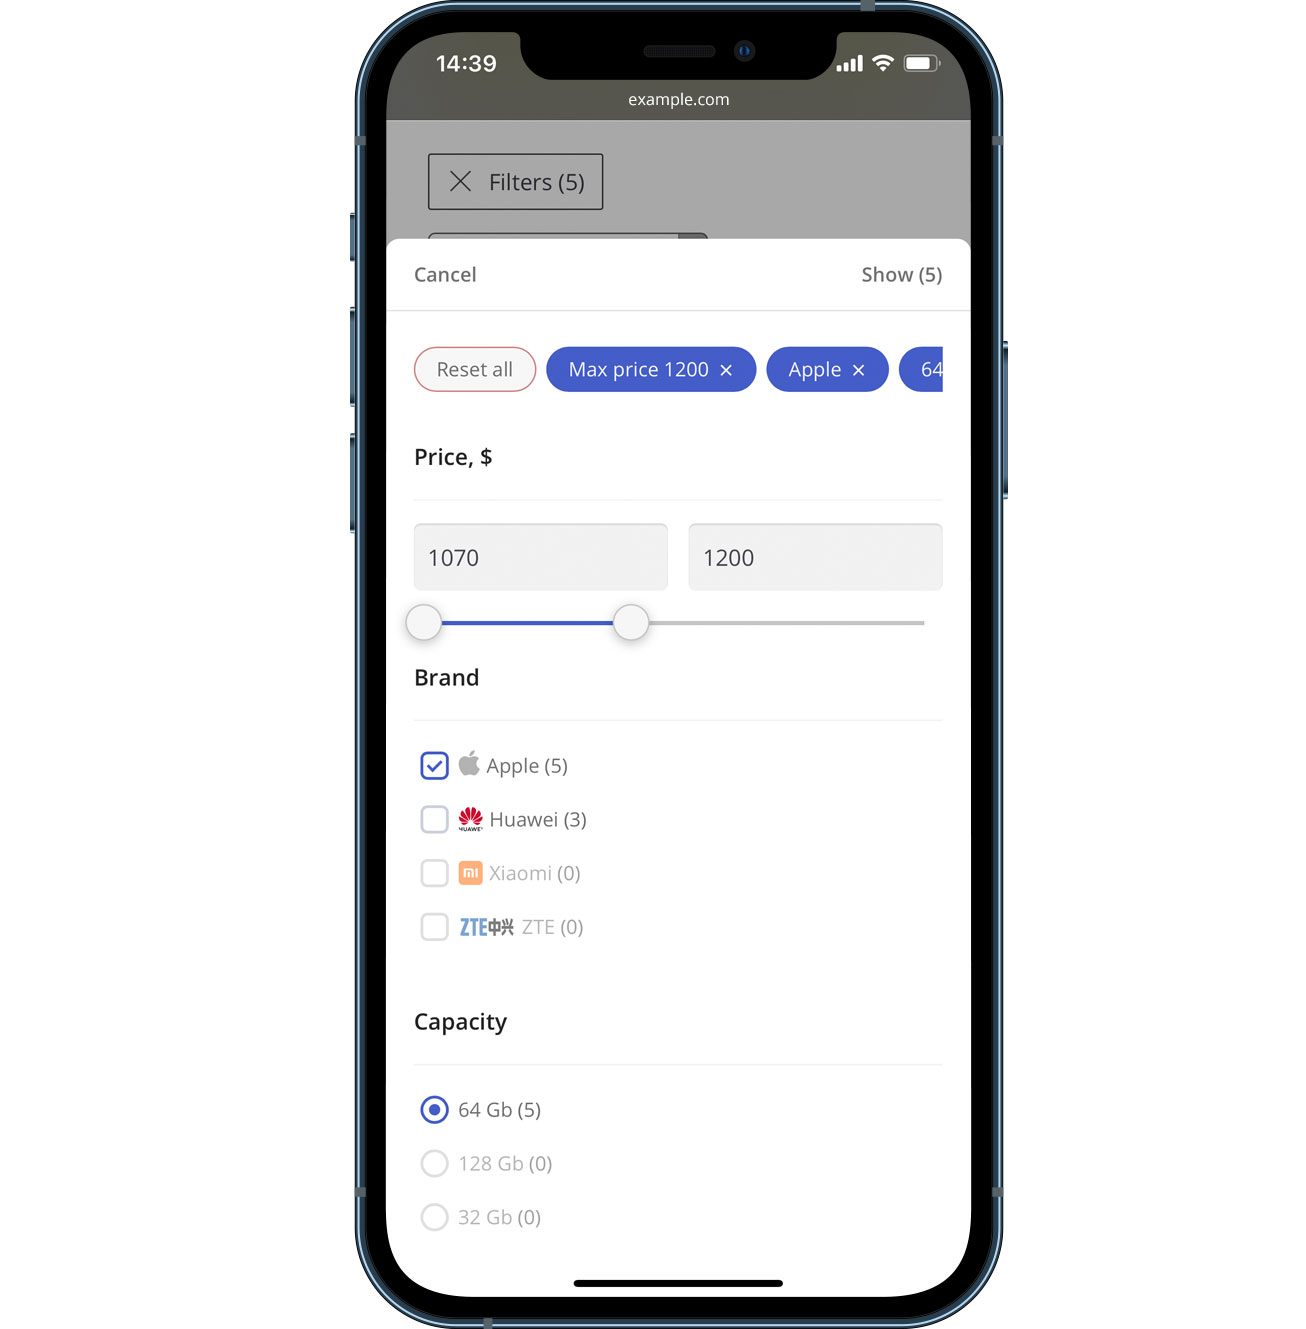 14:39
example.com
Filters (5)
Cancel
Show (5)
Reset all
Max price 1200 ×
Apple ×
64
Price, $
1070
1200
Brand
Apple (5)
HUAWEI Huawei (3)
mi Xiaomi (0)
ZTE中兴 ZTE (0)
Capacity
64 Gb (5)
128 Gb (0)
32 Gb (0)